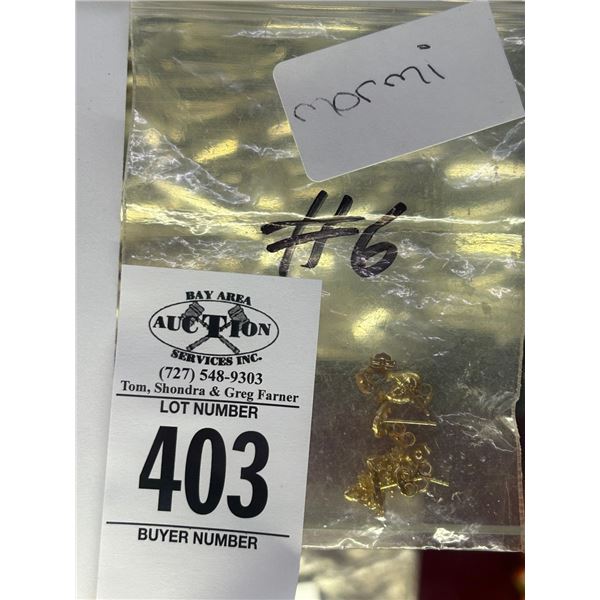 mormi
#6
BAY AREA
AUCTION
SERVICES INC.
(727) 548-9303
Tom, Shondra & Greg Farner
LOT NUMBER
403
BUYER NUMBER